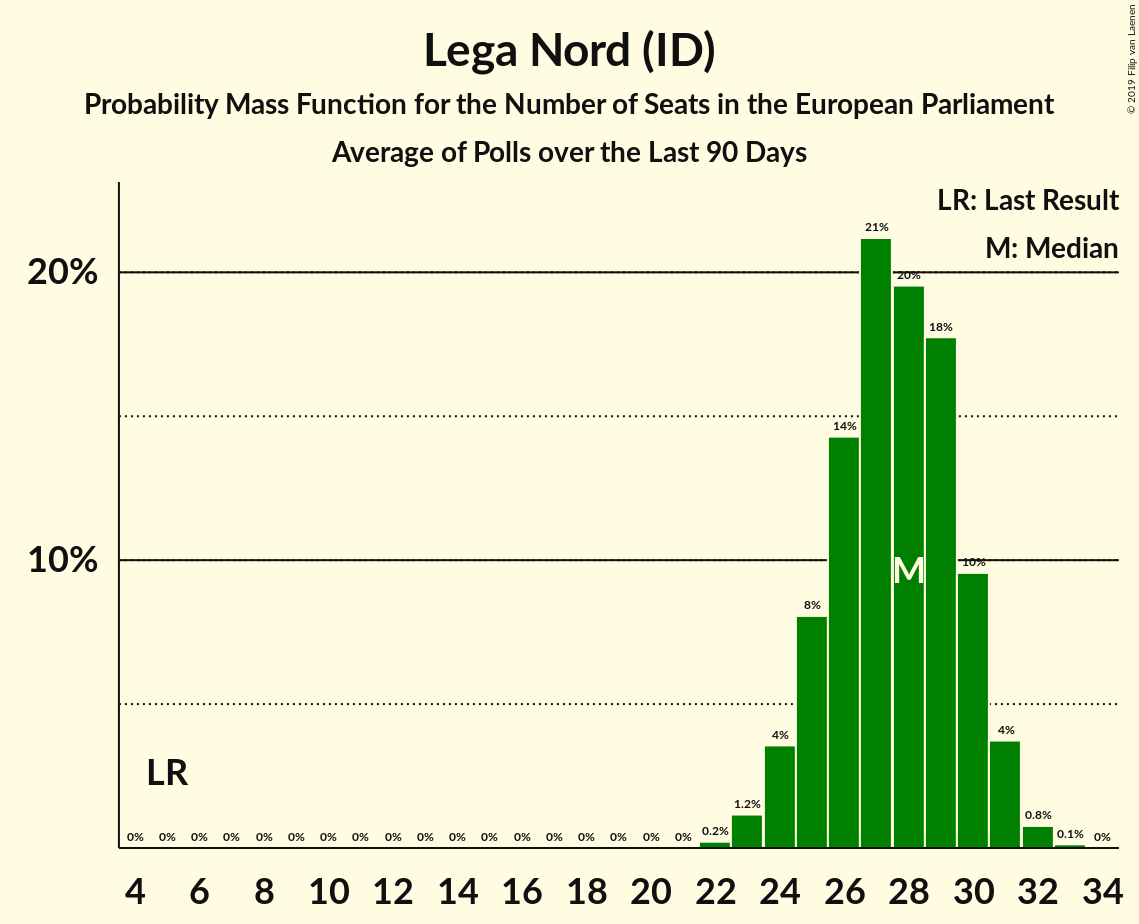 Lega Nord (ID)
Probability Mass Function for the Number of Seats in the European Parliament
Average of Polls over the Last 90 Days
© 2019 Filip van Laenen
LR: Last Result
M: Median
20%
10%
21%
20%
18%
14%
10%
8%
4%
4%
1.2%
0.8%
0.2%
0.1%
M
LR
0% 0% 0% 0% 0% 0% 0% 0% 0% 0% 0% 0% 0% 0% 0% 0% 0% 0% 0%
4 6 8 10 12 14 16 18 20 22 24 26 28 30 32 34